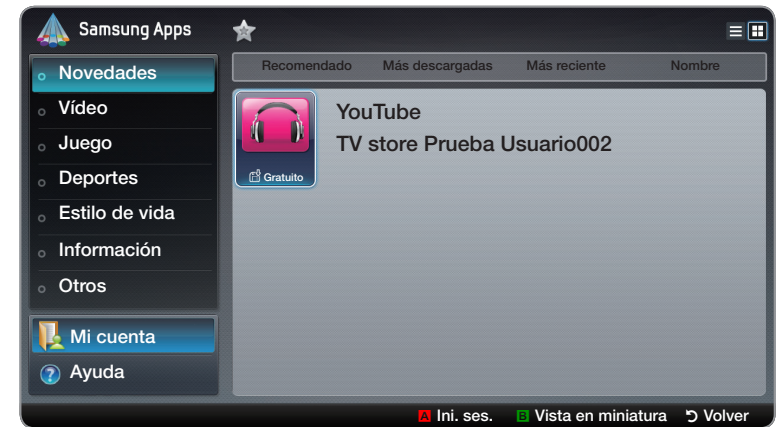 Samsung Apps
Novedades
Vídeo
Juego
Deportes
Estilo de vida
Información
Otros
Mi cuenta
Ayuda
Recomendado Más descargadas Más reciente Nombre
YouTube
TV store Prueba Usuario002
Gratuito
A Ini. ses. B Vista en miniatura Volver